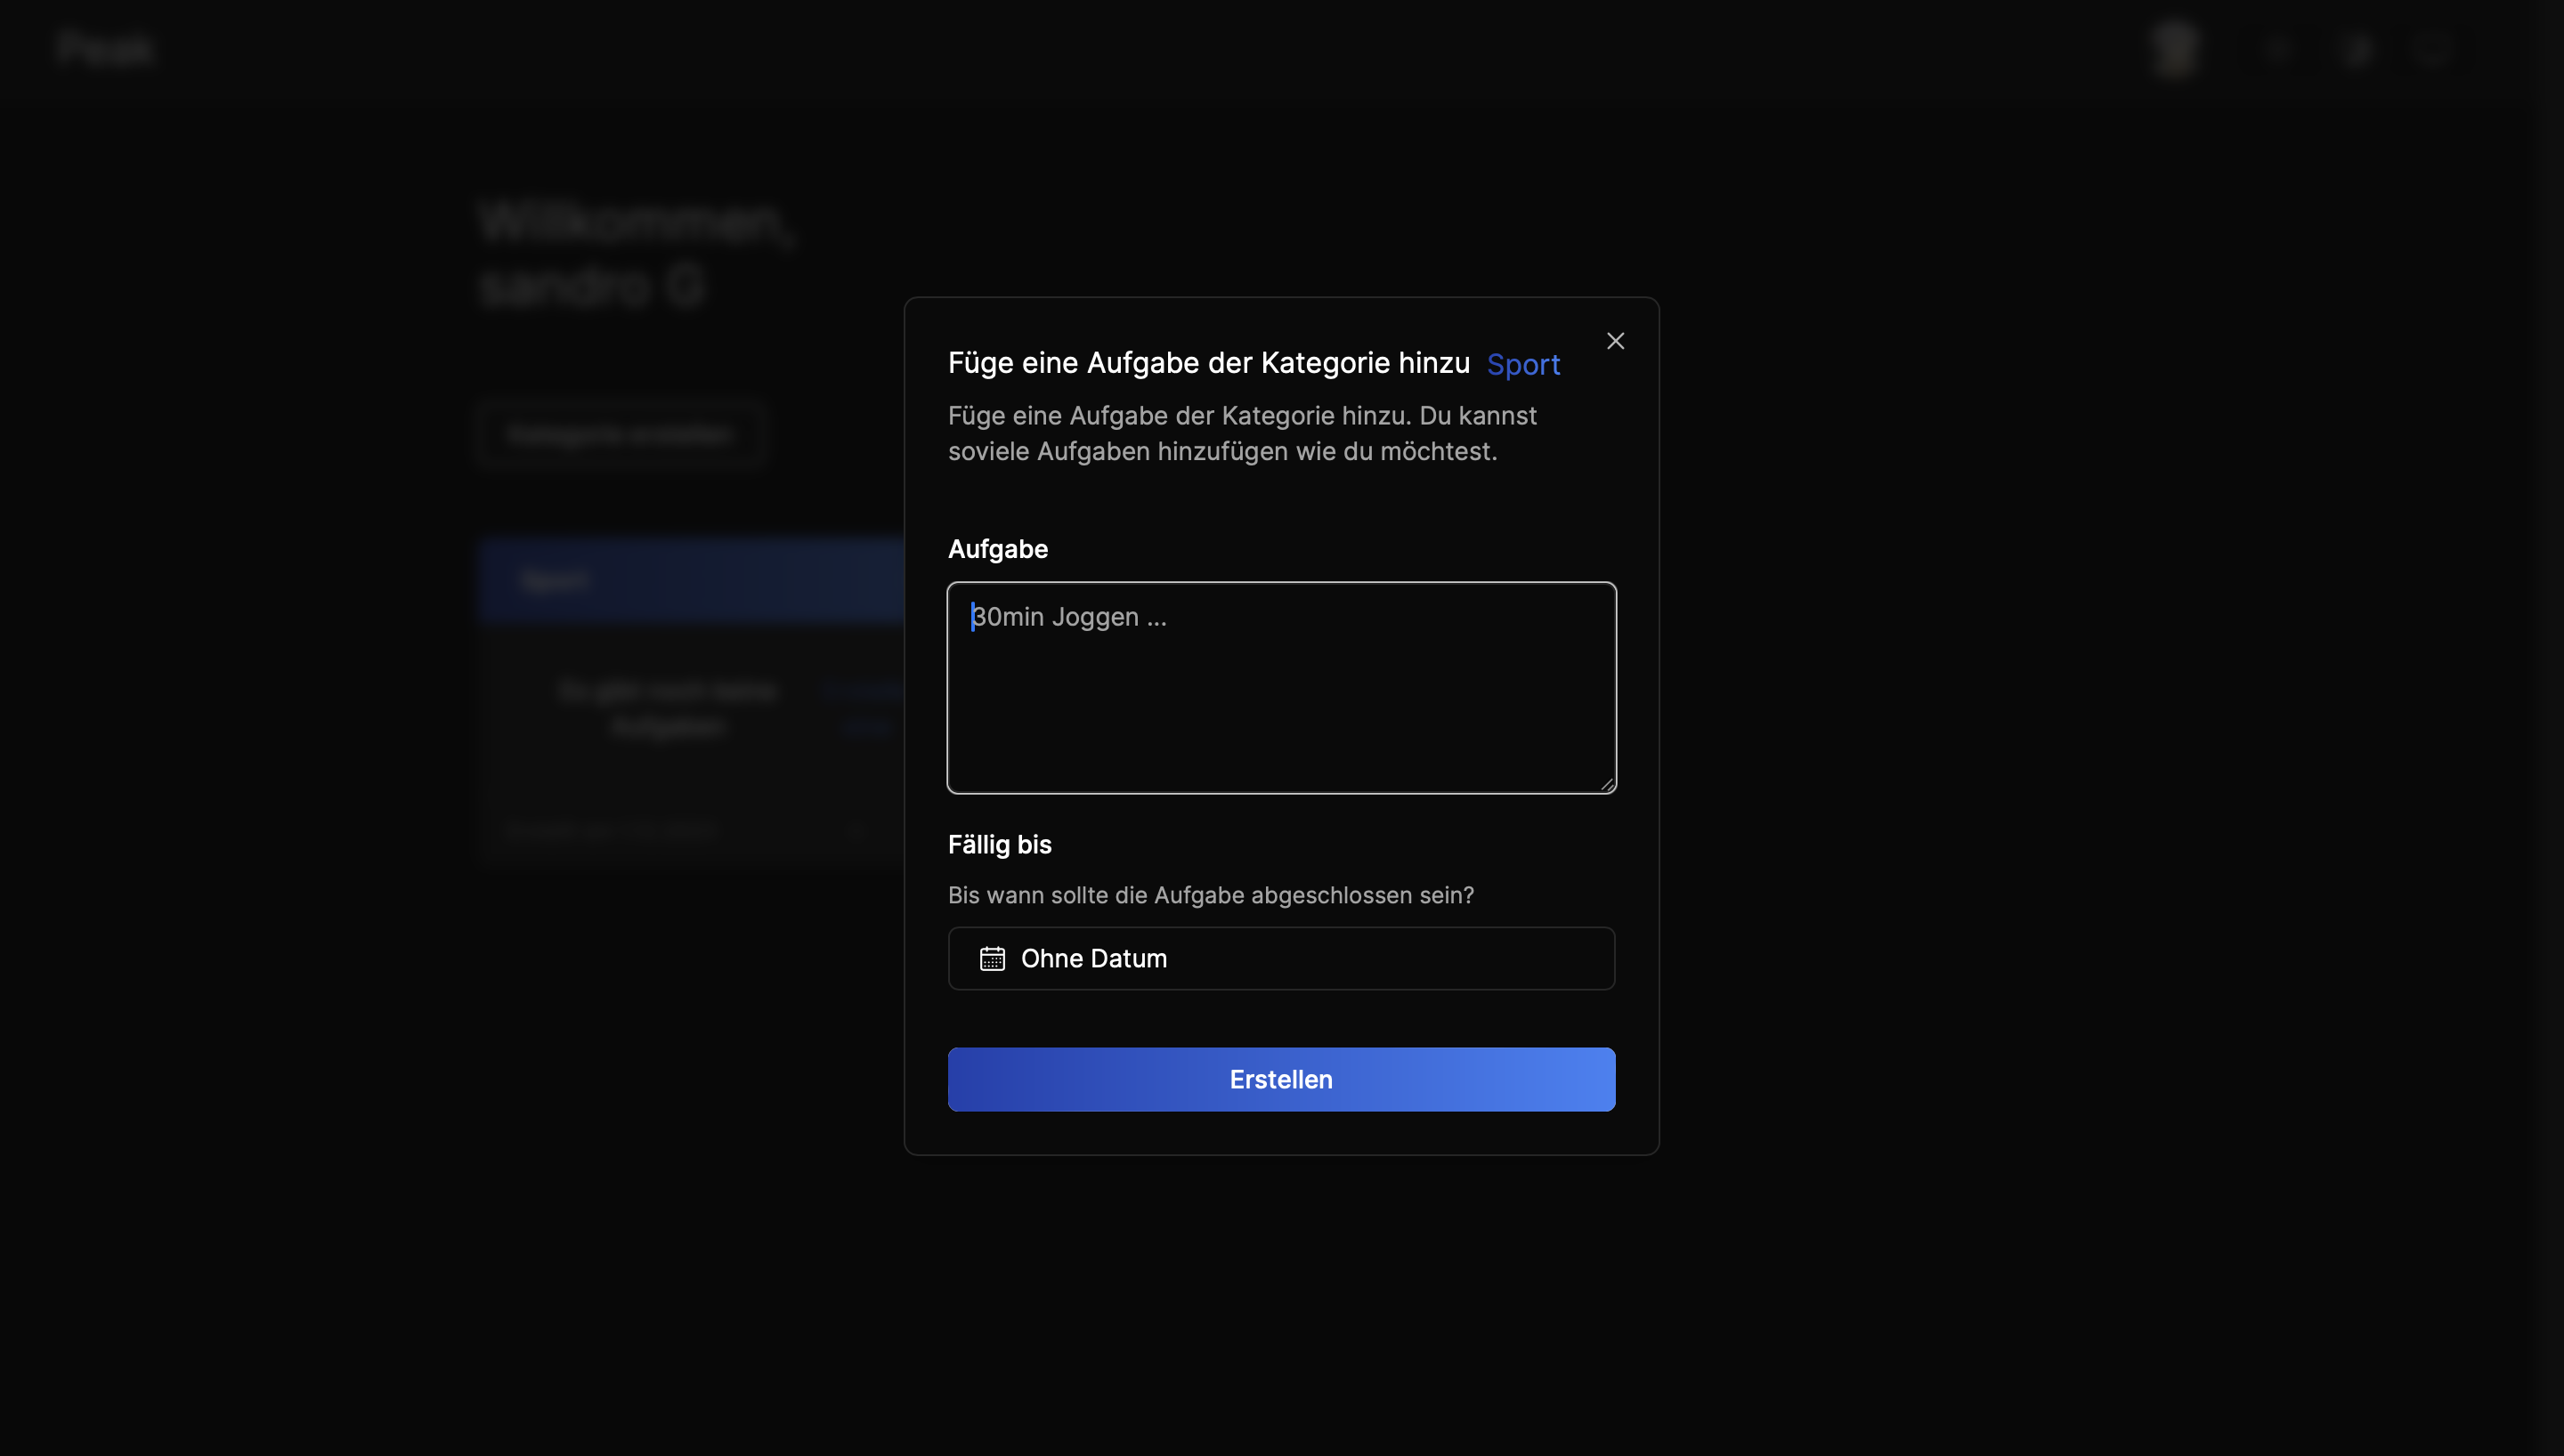 Peak
Willkommen,
sandro G
Kategorie erstellen
Sport
Es gibt noch keine
Aufgaben
Füge eine Aufgabe der Kategorie hinzu Sport
Füge eine Aufgabe der Kategorie hinzu. Du kannst
soviele Aufgaben hinzufügen wie du möchtest.
Aufgabe
30min Joggen ...
Fällig bis
Bis wann sollte die Aufgabe abgeschlossen sein?
Ohne Datum
Erstellen